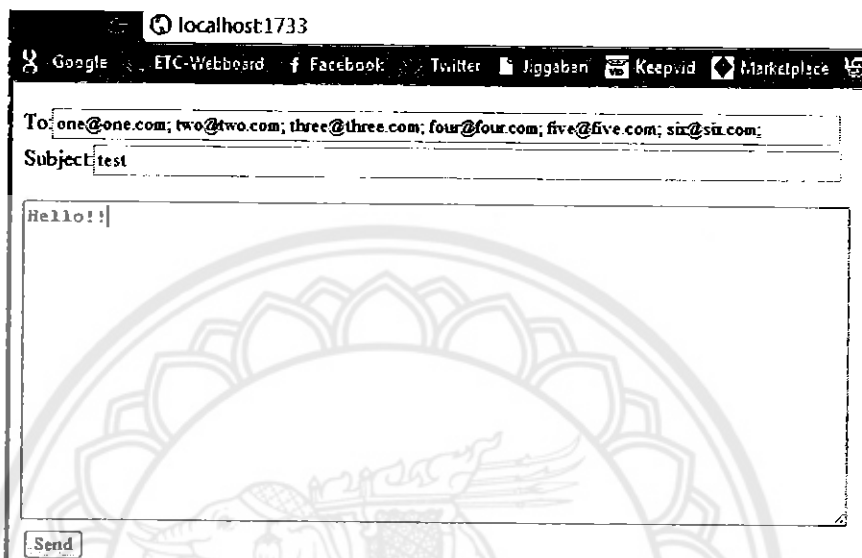 localhost:1733
Google ETC-Webboard Facebook Twitter Jiggaban Keepvid Marketplace
To: one@one.com; two@two.com; three@three.com; four@four.com; five@five.com; six@six.com;
Subject: test
Hello!!
Send